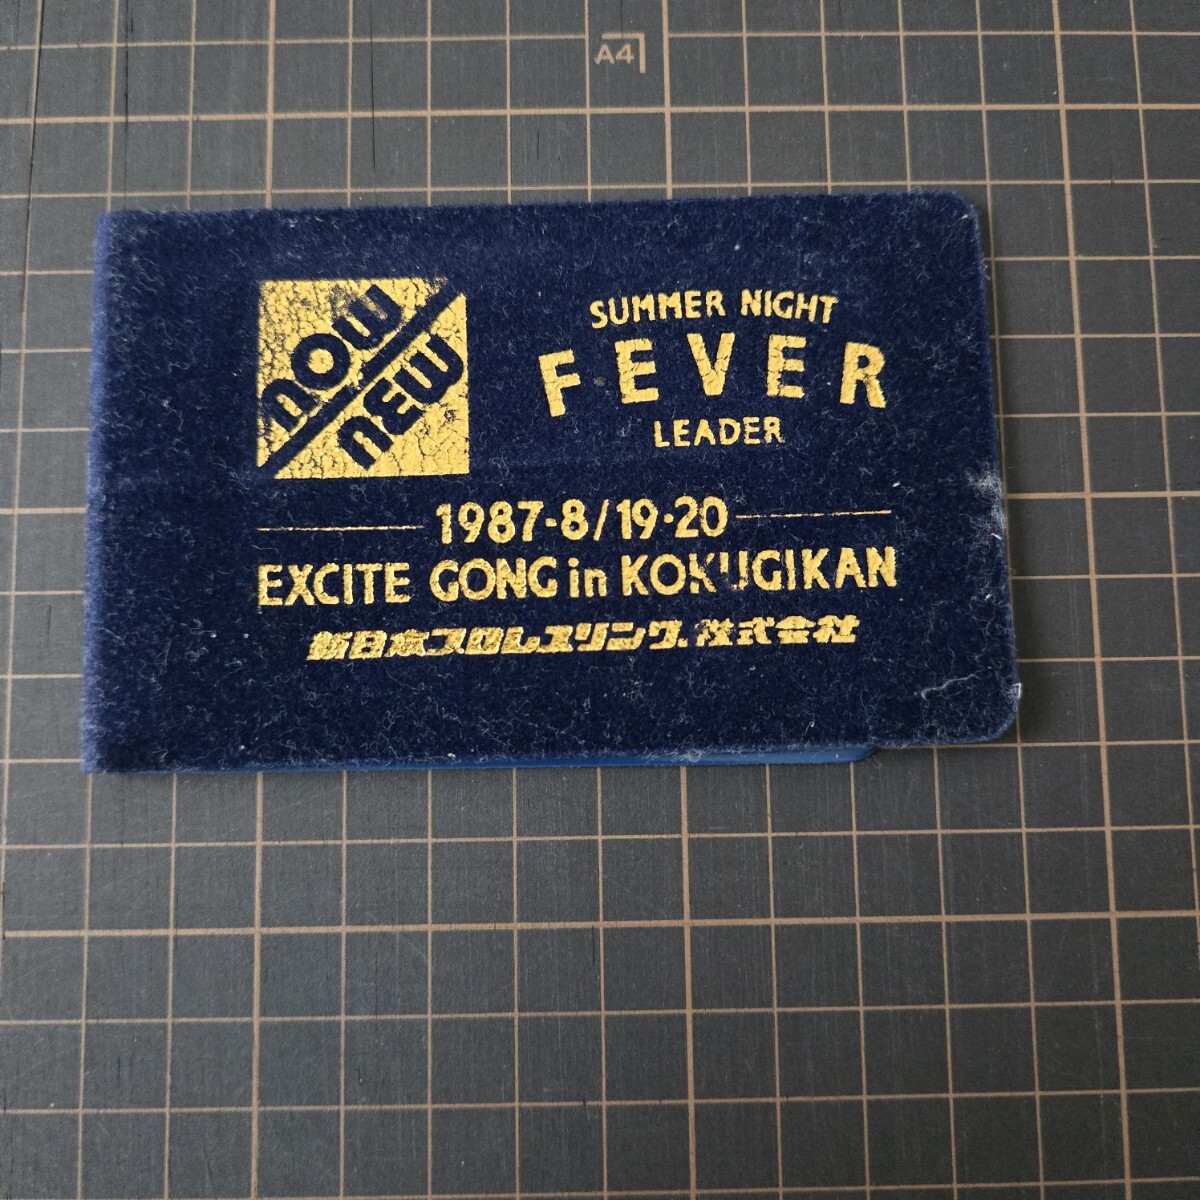 A4
NOW
NEW
SUMMER NIGHT
FEVER
LEADER
1987-8/19·20
EXCITE GONG in KOKUGIKAN
新日本プロレスリング株式会社